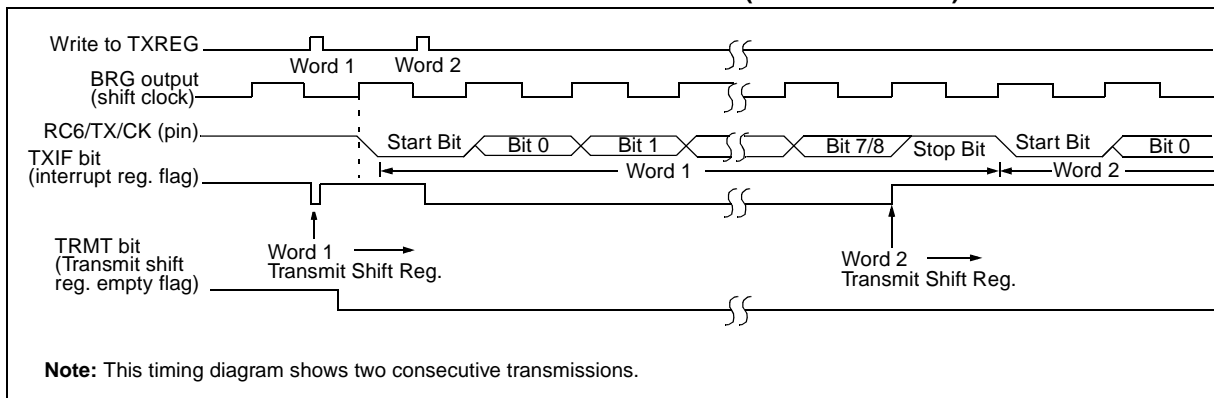 Write to TXREG
Word 1
Word 2
BRG output
(shift clock)
RC6/TX/CK (pin)
Start Bit
Bit 0
Bit 1
Bit 7/8
Stop Bit
Start Bit
Bit 0
TXIF bit
(interrupt reg. flag)
Word 1
Word 2
Word 1
Transmit Shift Reg.
Word 2
Transmit Shift Reg.
TRMT bit
(Transmit shift
reg. empty flag)
Note: This timing diagram shows two consecutive transmissions.